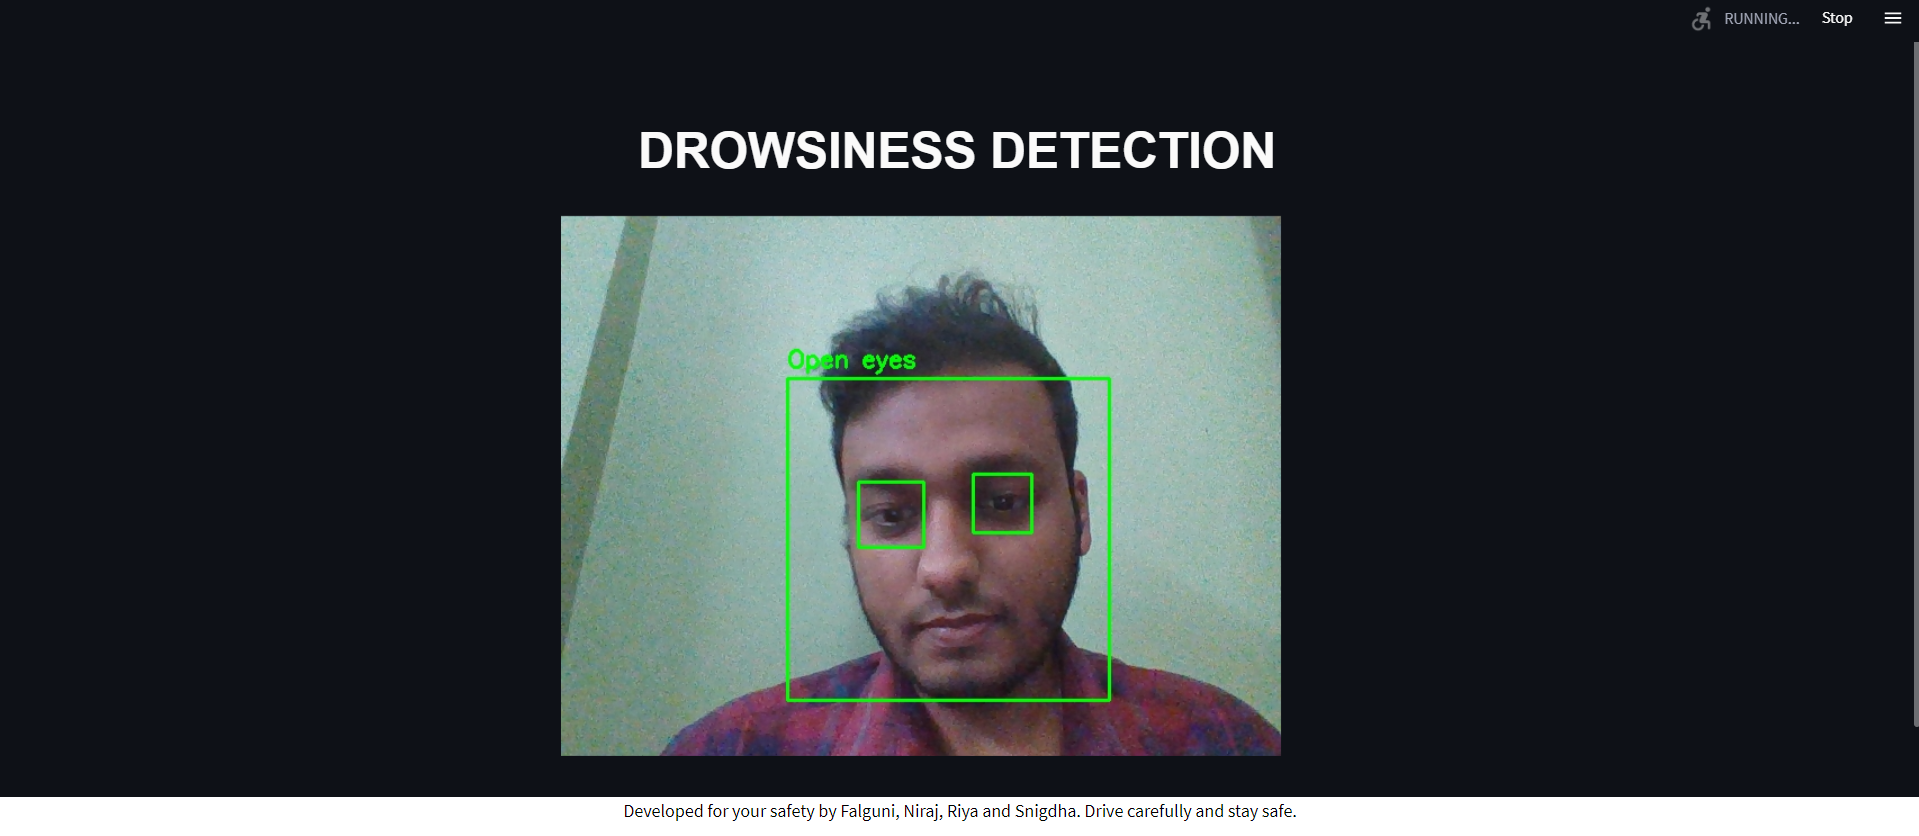 RUNNING... Stop
DROWSINESS DETECTION
Open eyes
Developed for your safety by Falguni, Niraj, Riya and Snigdha. Drive carefully and stay safe.